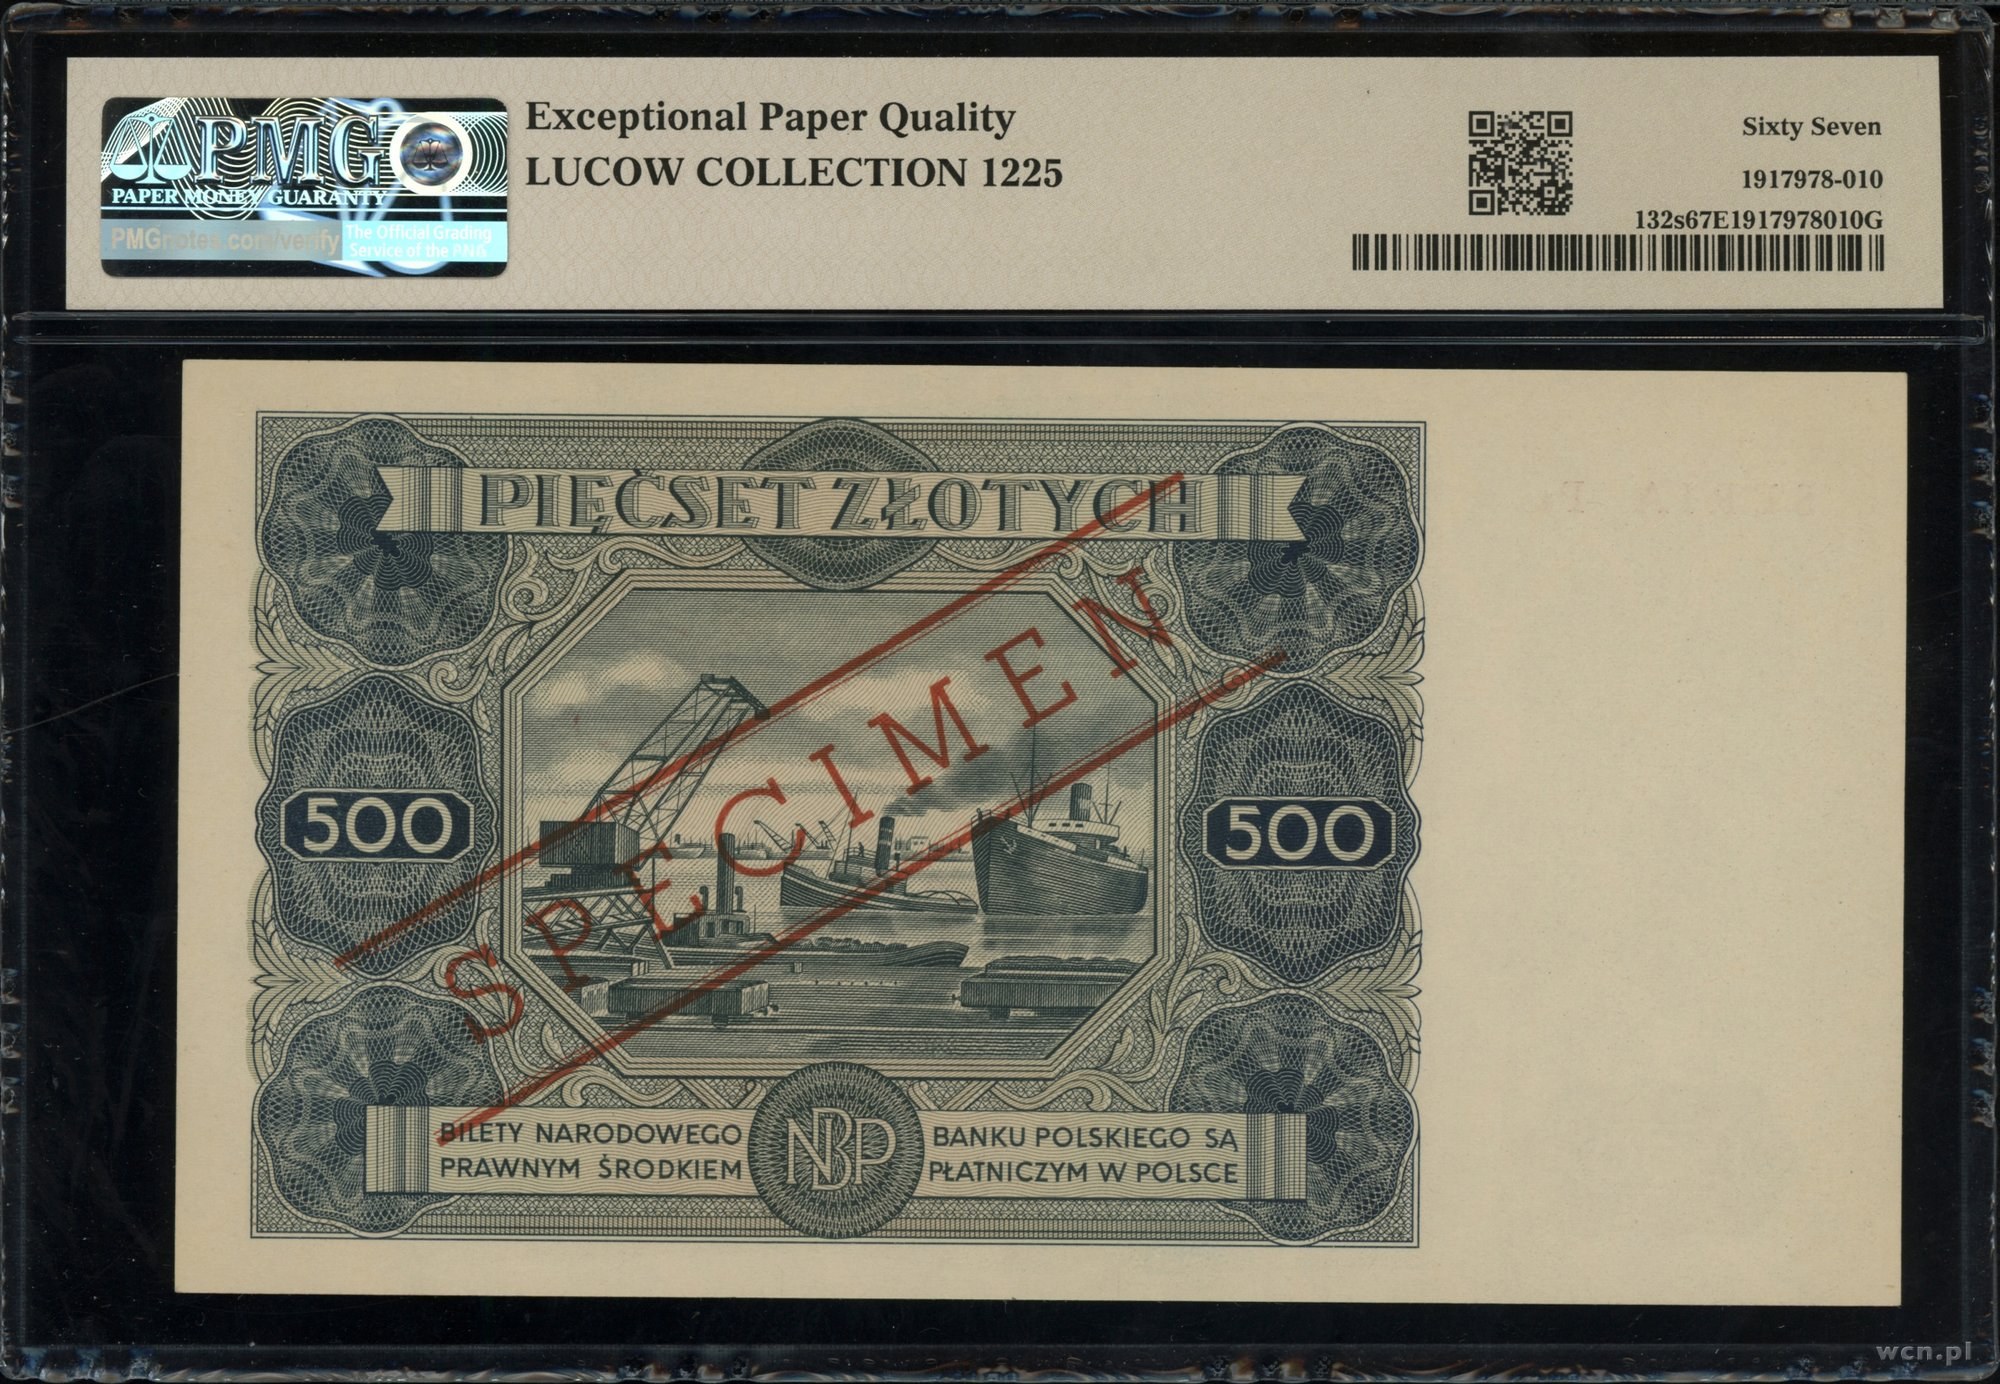 PMG
PAPER MONEY GUARANTY
PMGnotes.com/verify
The Official Grading
Service of the PNG
Exceptional Paper Quality
LUCOW COLLECTION 1225
Sixty Seven
1917978-010
132s67E1917978010G
PIĘĆSET ZŁOTYCH
SPECIMEN
500
500
BILETY NARODOWEGO BANKU POLSKIEGO SĄ
PRAWNYM ŚRODKIEM PŁATNICZYM W POLSCE
NBP
wcn.pl